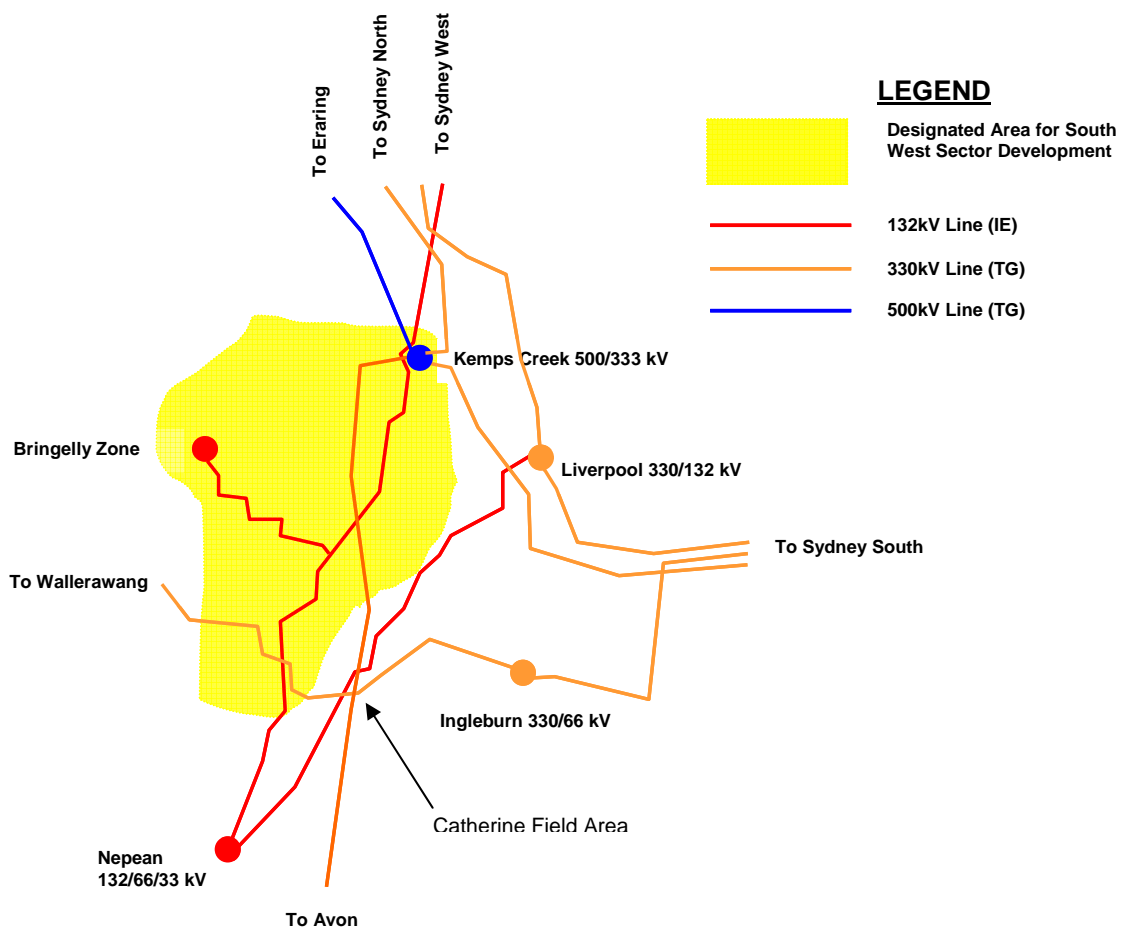 To Eraring
To Sydney North
To Sydney West
LEGEND
Designated Area for South
West Sector Development
132kV Line (IE)
330kV Line (TG)
500kV Line (TG)
Kemps Creek 500/333 kV
Bringelly Zone
Liverpool 330/132 kV
To Sydney South
To Wallerawang
Ingleburn 330/66 kV
Catherine Field Area
Nepean
132/66/33 kV
To Avon